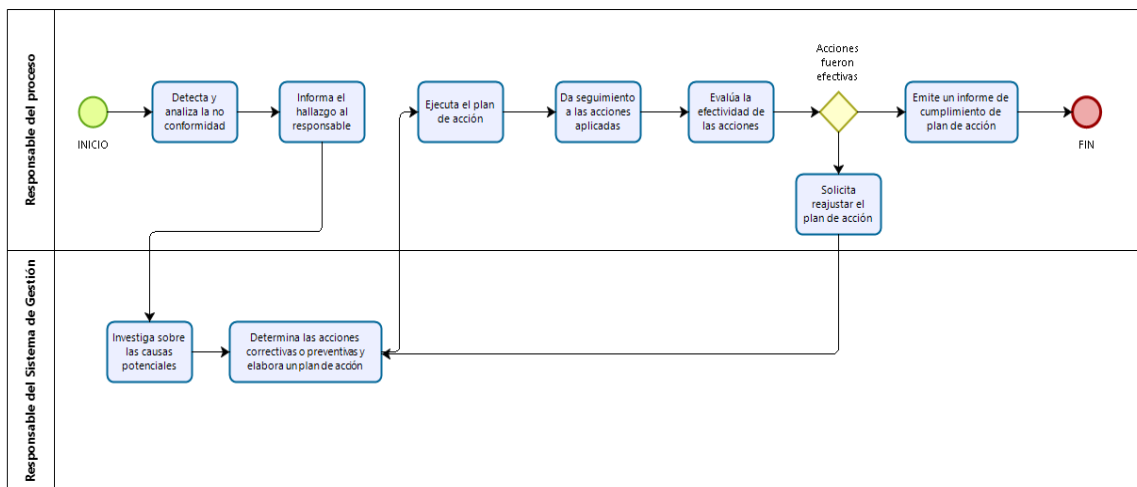 Responsable del proceso
INICIO
Detecta y
analiza la no
conformidad
Informa el
hallazgo al
responsable
Ejecuta el plan
de acción
Da seguimiento
a las acciones
aplicadas
Evalúa la
efectividad de
las acciones
Acciones
fueron
efectivas
Emite un informe de
cumplimiento de
plan de acción
FIN
Solicita
reajustar el
plan de acción
Responsable del Sistema de Gestión
Investiga sobre
las causas
potenciales
Determina las acciones
correctivas o preventivas y
elabora un plan de acción